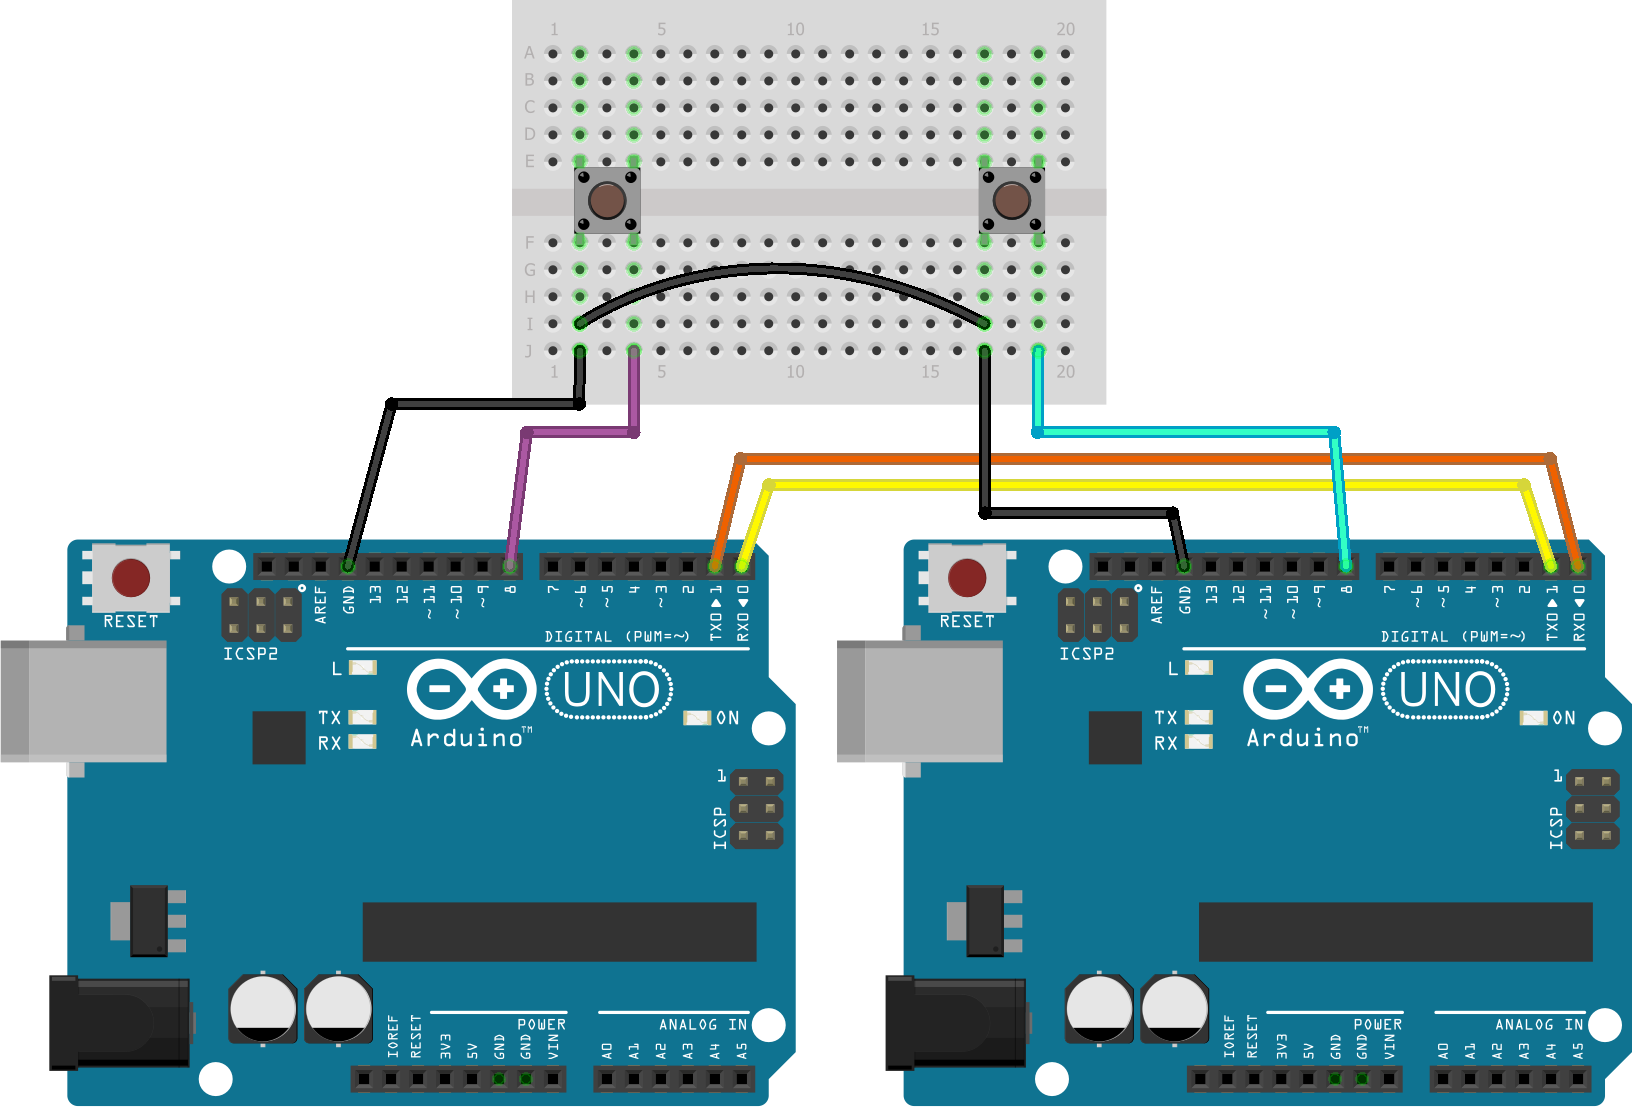 1 5 10 15 20
A
B
C
D
E
F
G
H
I
J
1 5 10 15 20
AREF GND 13 12 ~11 ~10 ~9 8 7 ~6 ~5 4 ~3 2 TX0▶1 RX0◀0
RESET
DIGITAL (PWM=~)
ICSP2
L
UNO
TX ON
RX
Arduino™
1
ICSP
POWER ANALOG IN
IOREF RESET 3V3 5V GND GND VIN A0 A1 A2 A3 A4 A5
AREF GND 13 12 ~11 ~10 ~9 8 7 ~6 ~5 4 ~3 2 TX0▶1 RX0◀0
RESET
DIGITAL (PWM=~)
ICSP2
L
UNO
TX ON
RX
Arduino™
1
ICSP
POWER ANALOG IN
IOREF RESET 3V3 5V GND GND VIN A0 A1 A2 A3 A4 A5